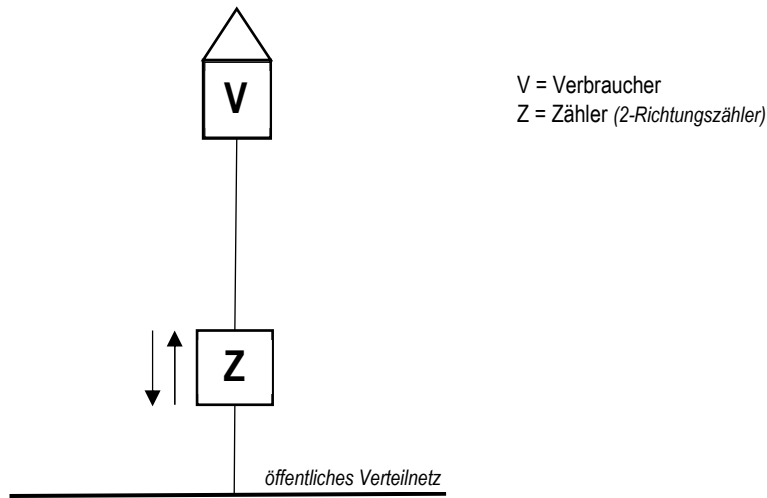 V
V = Verbraucher
Z = Zähler (2-Richtungszähler)
Z
öffentliches Verteilnetz